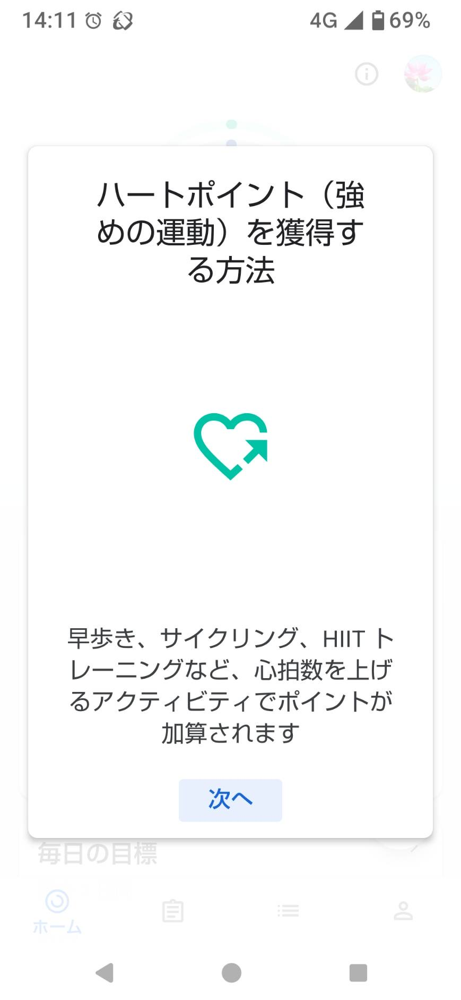 14:11 4G 69%
ハートポイント（強
めの運動）を獲得す
る方法
早歩き、サイクリング、HIIT ト
レーニングなど、心拍数を上げ
るアクティビティでポイントが
加算されます
次へ
毎日の目標
ホーム